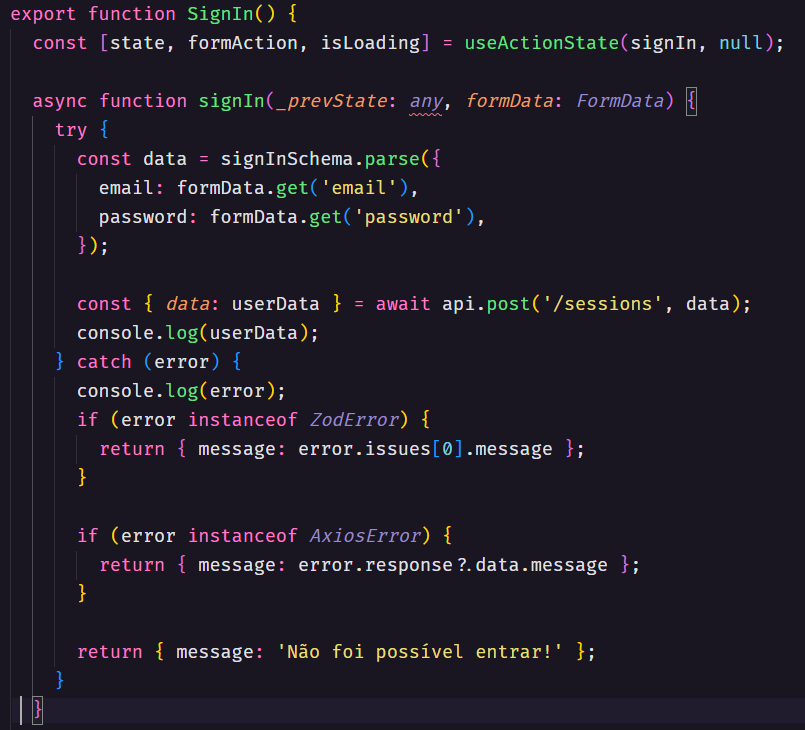 export function SignIn() {
const [state, formAction, isLoading] = useActionState(signIn, null);
async function signIn(_prevState: any, formData: FormData) {
try {
const data = signInSchema.parse({
email: formData.get('email'),
password: formData.get('password'),
});
const { data: userData } = await api.post('/sessions', data);
console.log(userData);
} catch (error) {
console.log(error);
if (error instanceof ZodError) {
return { message: error.issues[0].message };
}
if (error instanceof AxiosError) {
return { message: error.response?.data.message };
}
return { message: 'Não foi possível entrar!' };
}
}